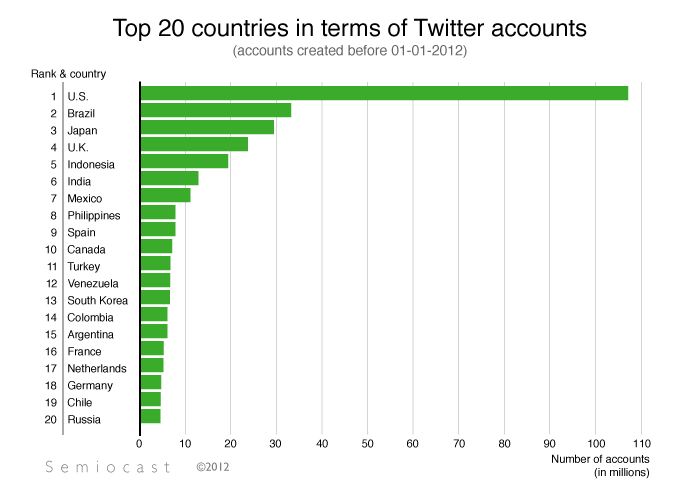 Top 20 countries in terms of Twitter accounts
(accounts created before 01-01-2012)
Rank & country
1 U.S.
2 Brazil
3 Japan
4 U.K.
5 Indonesia
6 India
7 Mexico
8 Philippines
9 Spain
10 Canada
11 Turkey
12 Venezuela
13 South Korea
14 Colombia
15 Argentina
16 France
17 Netherlands
18 Germany
19 Chile
20 Russia
0 10 20 30 40 50 60 70 80 90 100 110
Number of accounts
(in millions)
Semiocast ©2012